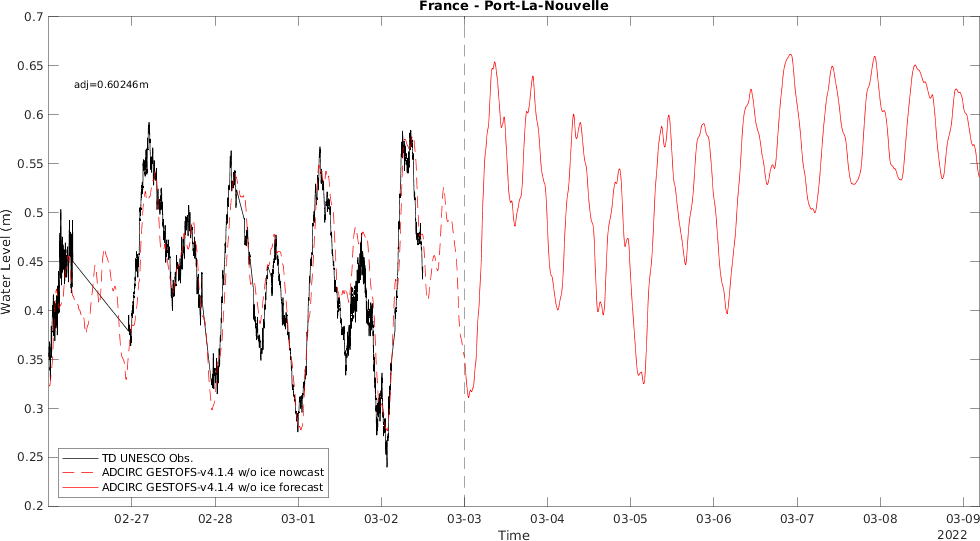 France - Port-La-Nouvelle
Water Level (m)
0.7
0.65
0.6
0.55
0.5
0.45
0.4
0.35
0.3
0.25
0.2
adj=0.60246m
TD UNESCO Obs.
ADCIRC GESTOFS-v4.1.4 w/o ice nowcast
ADCIRC GESTOFS-v4.1.4 w/o ice forecast
02-27 02-28 03-01 03-02 03-03 03-04 03-05 03-06 03-07 03-08 03-09
Time
2022